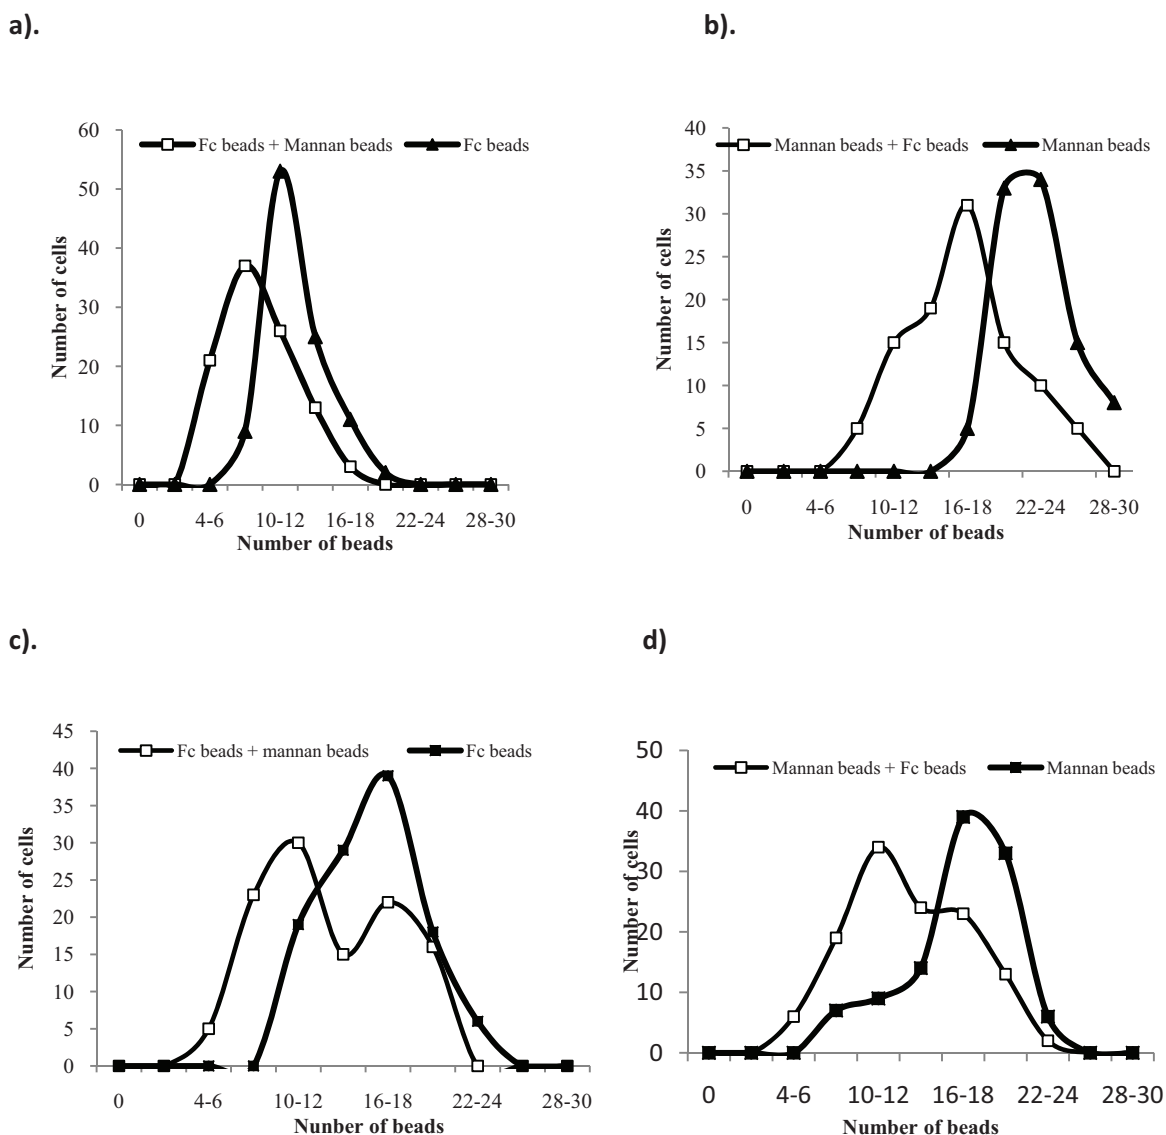 a).
60
Fc beads + Mannan beads
Fc beads
50
40
30
20
10
0
Number of cells
0 4-6 10-12 16-18 22-24 28-30
Number of beads
b).
40
Mannan beads + Fc beads
Mannan beads
35
30
25
20
15
10
5
0
Number of cells
0 4-6 10-12 16-18 22-24 28-30
Number of beads
c).
45
Fc beads + mannan beads
Fc beads
40
35
30
25
20
15
10
5
0
Number of cells
0 4-6 10-12 16-18 22-24 28-30
Nunber of beads
d)
50
Mannan beads + Fc beads
Mannan beads
40
30
20
10
0
Number of cells
0 4-6 10-12 16-18 22-24 28-30
Number of beads